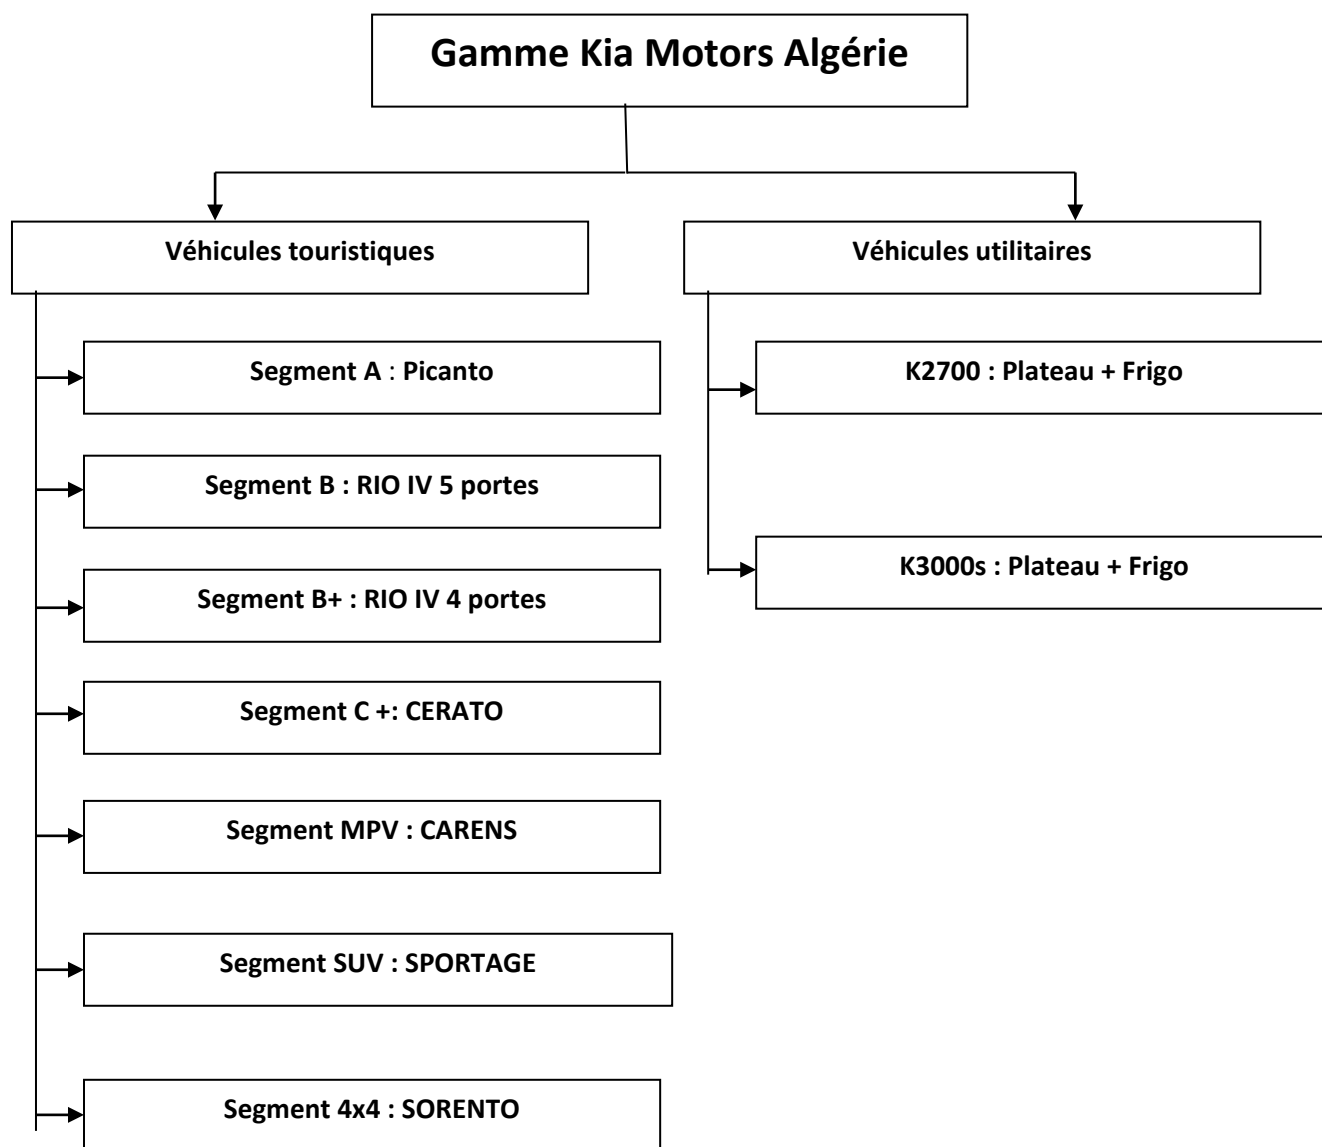 Gamme Kia Motors Algérie
Véhicules touristiques
Segment A : Picanto
Segment B : RIO IV 5 portes
Segment B+ : RIO IV 4 portes
Segment C +: CERATO
Segment MPV : CARENS
Segment SUV : SPORTAGE
Segment 4x4 : SORENTO
Véhicules utilitaires
K2700 : Plateau + Frigo
K3000s : Plateau + Frigo